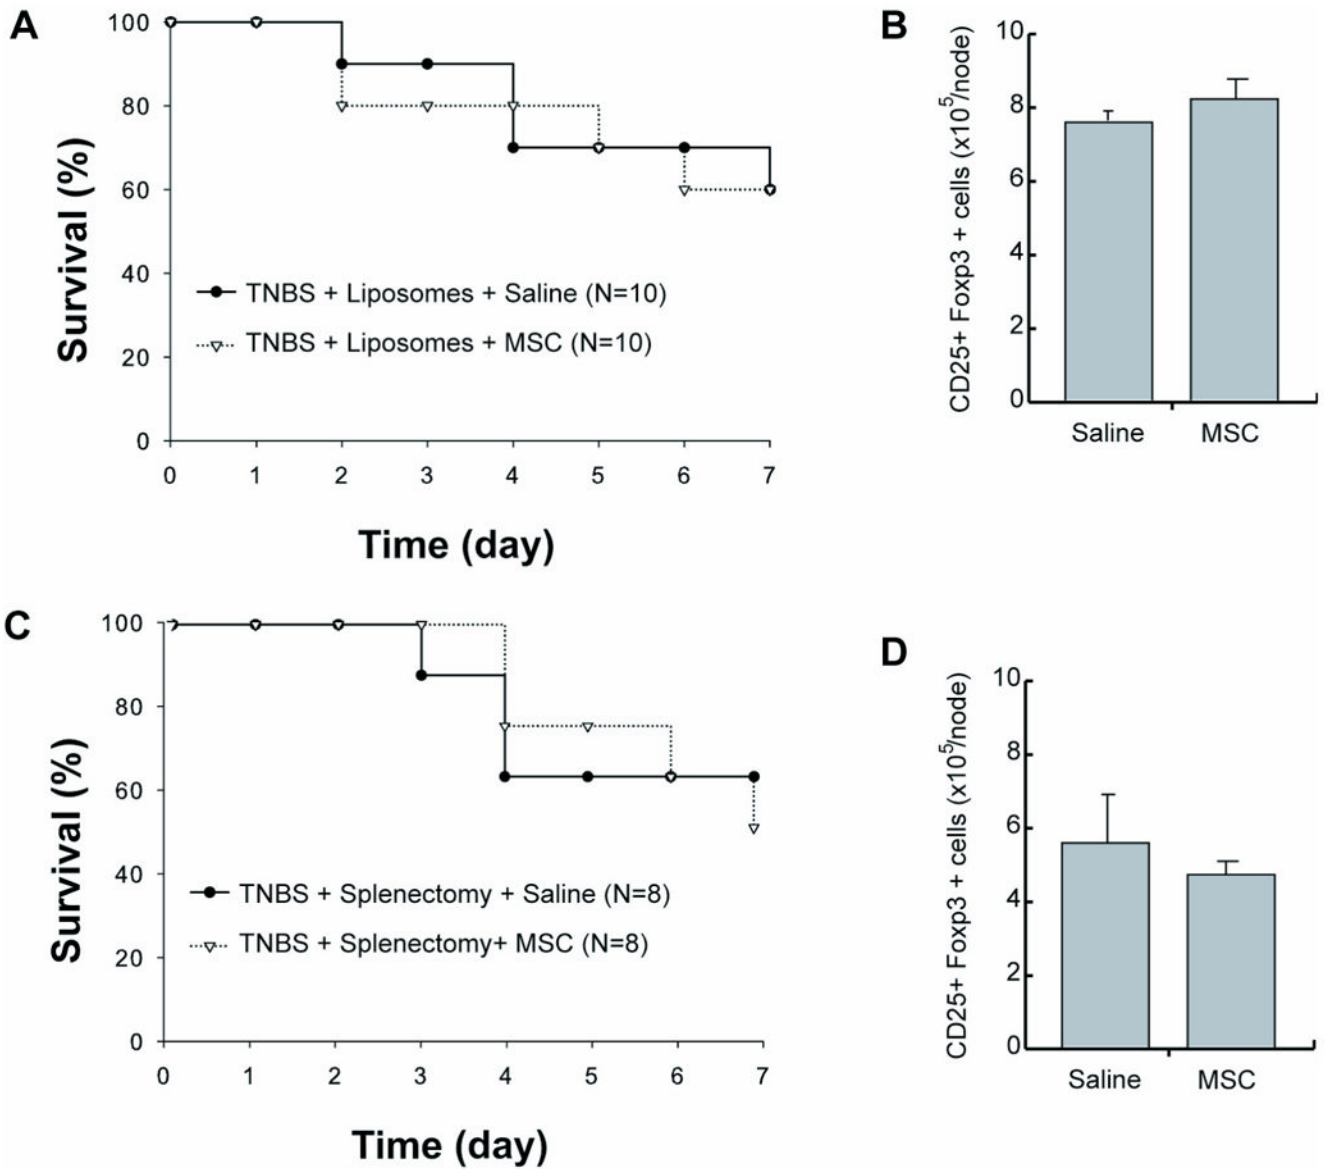 A
100
80
60
40
20
0
Survival (%)
TNBS + Liposomes + Saline (N=10)
TNBS + Liposomes + MSC (N=10)
0 1 2 3 4 5 6 7
Time (day)
B
10
8
6
4
2
0
CD25+ Foxp3 + cells (x10⁵/node)
Saline MSC
C
100
80
60
40
20
0
Survival (%)
TNBS + Splenectomy + Saline (N=8)
TNBS + Splenectomy+ MSC (N=8)
0 1 2 3 4 5 6 7
Time (day)
D
10
8
6
4
2
0
CD25+ Foxp3 + cells (x10⁵/node)
Saline MSC